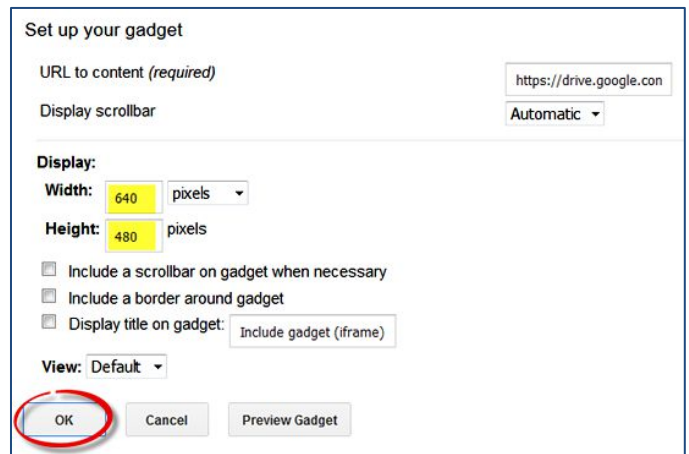 Set up your gadget
URL to content (required)
https://drive.google.con
Display scrollbar
Automatic
Display:
Width: 640 pixels
Height: 480 pixels
Include a scrollbar on gadget when necessary
Include a border around gadget
Display title on gadget: Include gadget (iframe)
View: Default
OK Cancel Preview Gadget